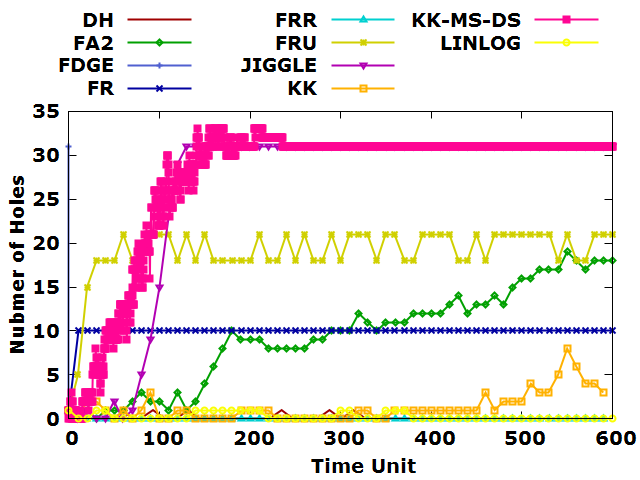 DH FRR KK-MS-DS
FA2 FRU LINLOG
FDGE JIGGLE
FR KK
35
30
25
20
15
10
5
0
Nubmer of Holes
0 100 200 300 400 500 600
Time Unit